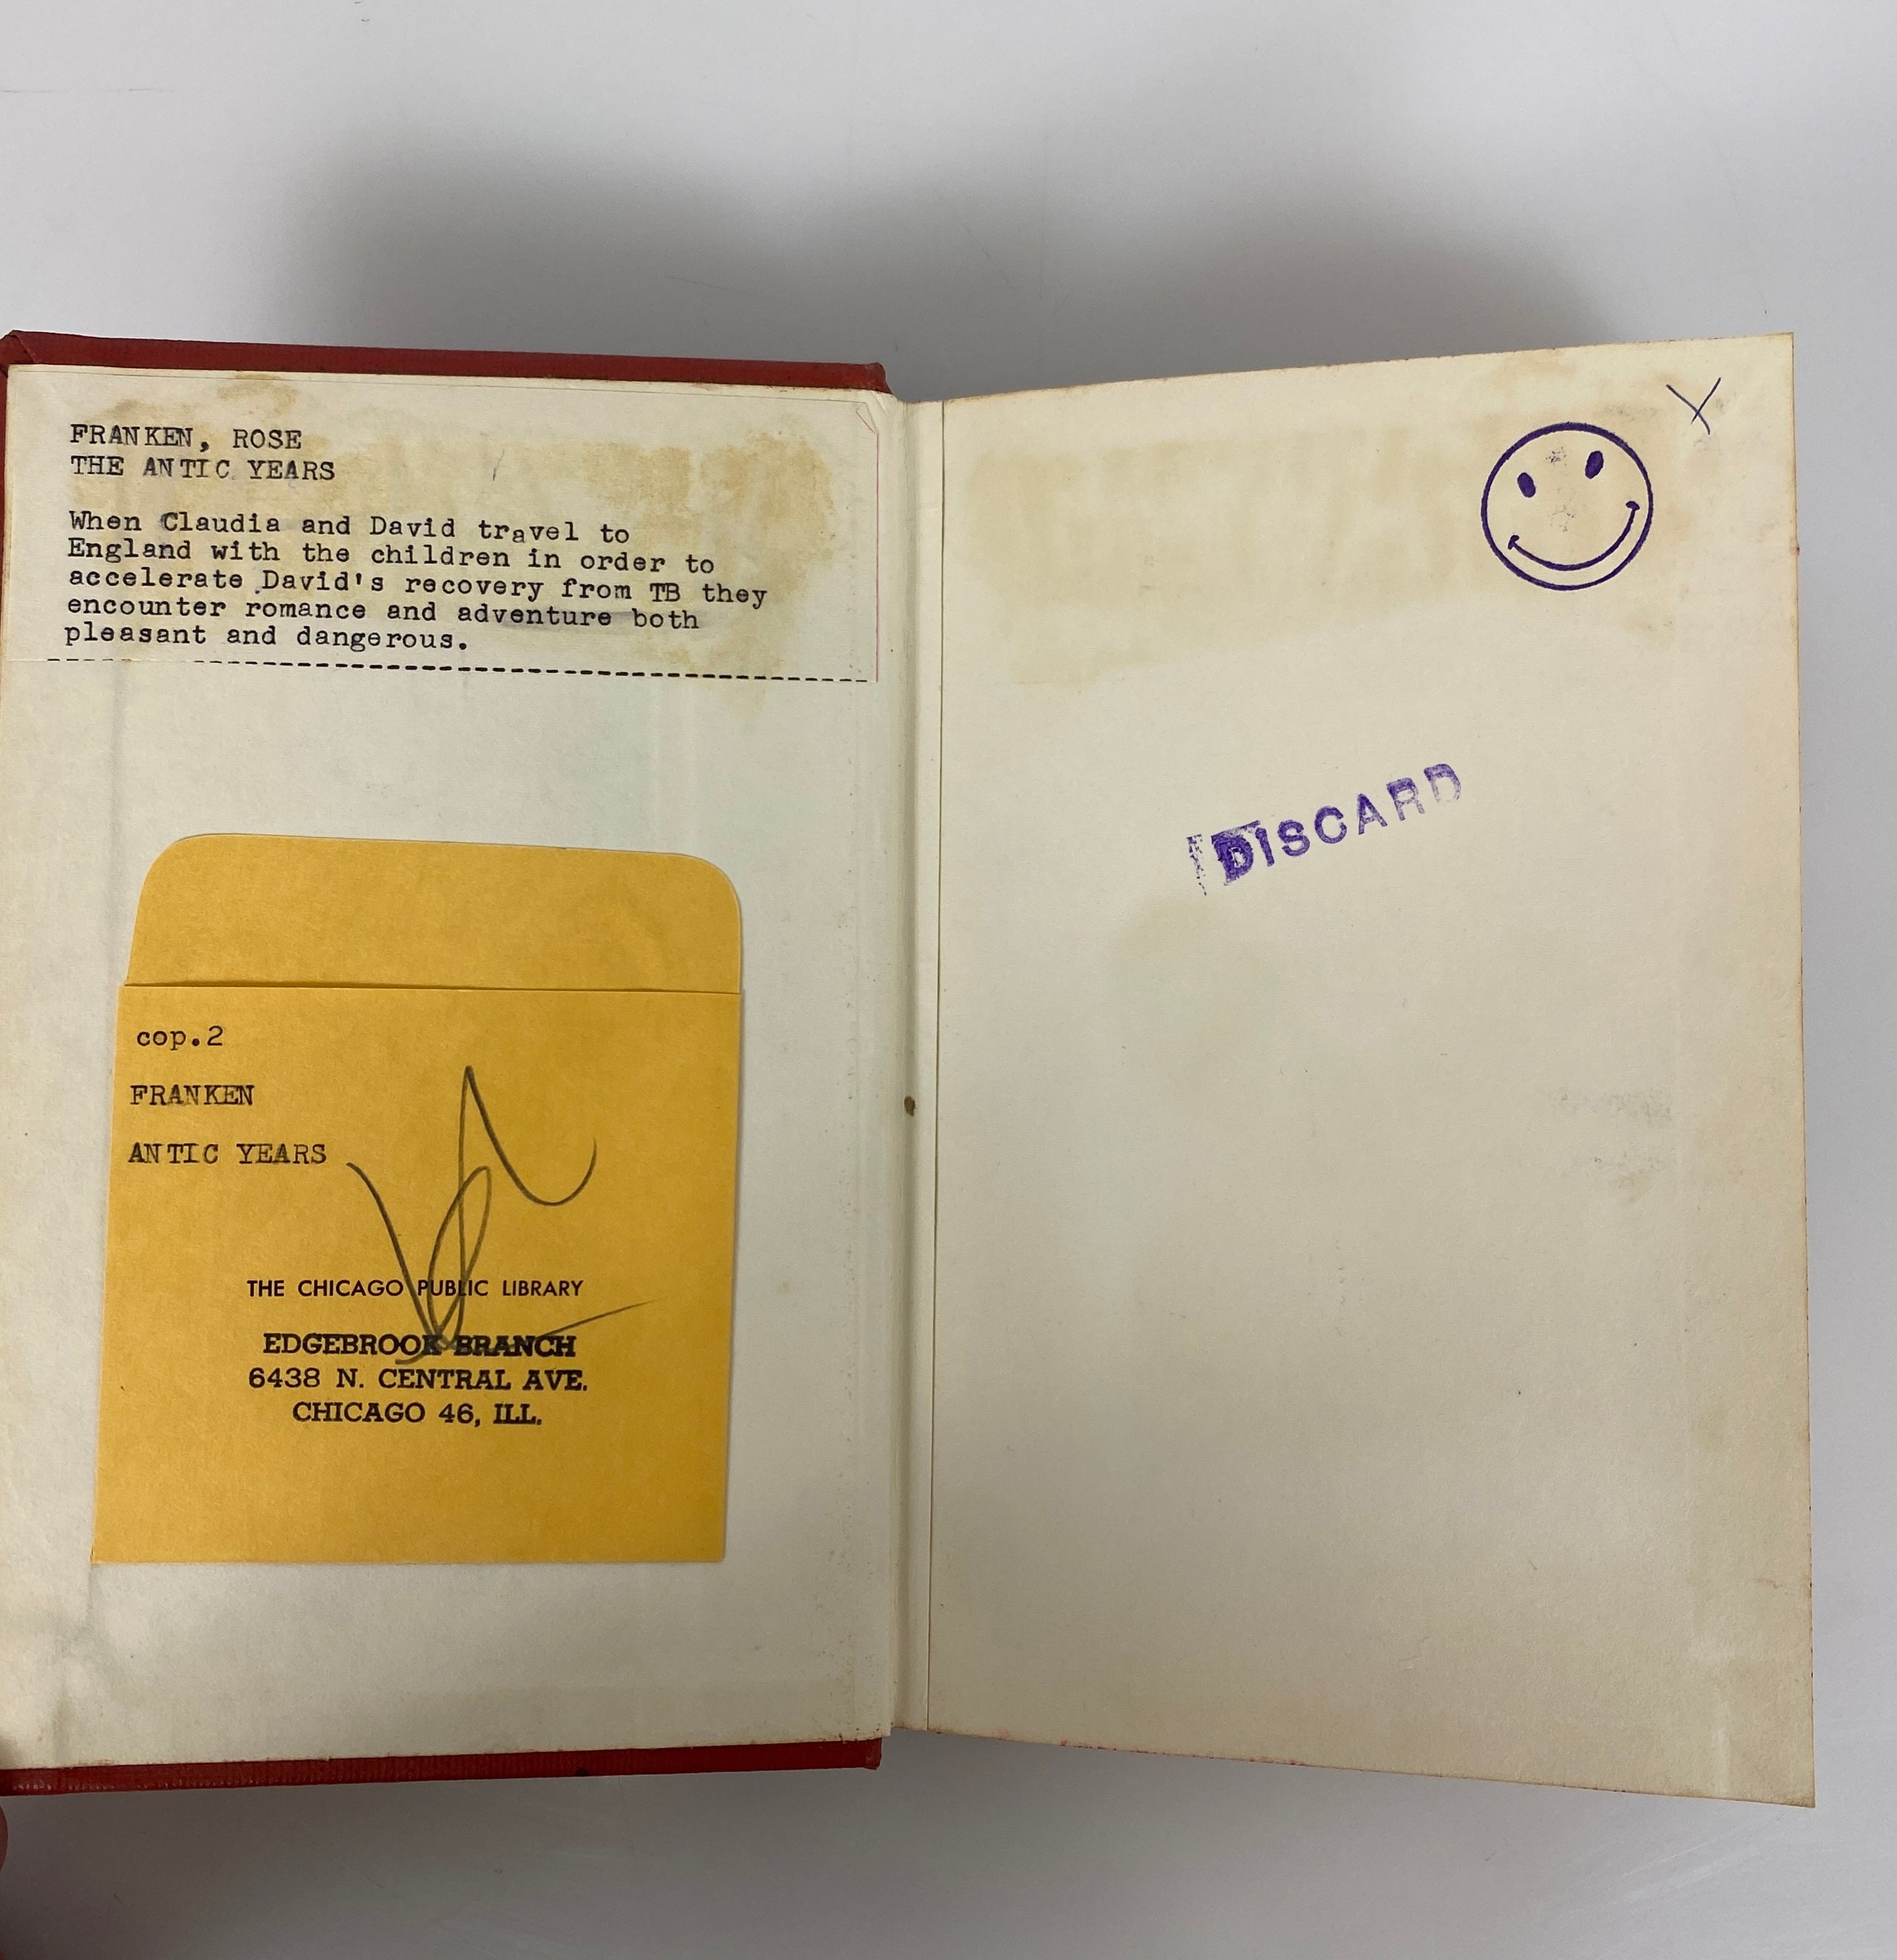 FRANKEN, ROSE
THE ANTIC YEARS
When Claudia and David travel to
England with the children in order to
accelerate David's recovery from TB they
encounter romance and adventure both
pleasant and dangerous.
cop.2
FRANKEN
ANTIC YEARS
THE CHICAGO PUBLIC LIBRARY
EDGEBROOK BRANCH
6438 N. CENTRAL AVE.
CHICAGO 46, ILL.
X
DISCARD